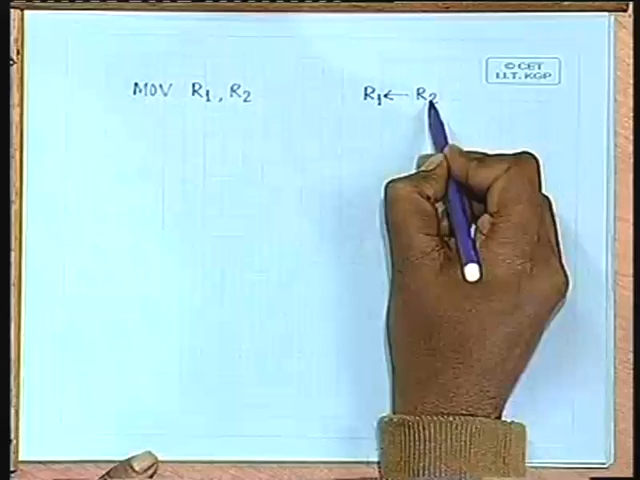 © CET
I.I.T. KGP
MOV R1, R2 R1 ← R2